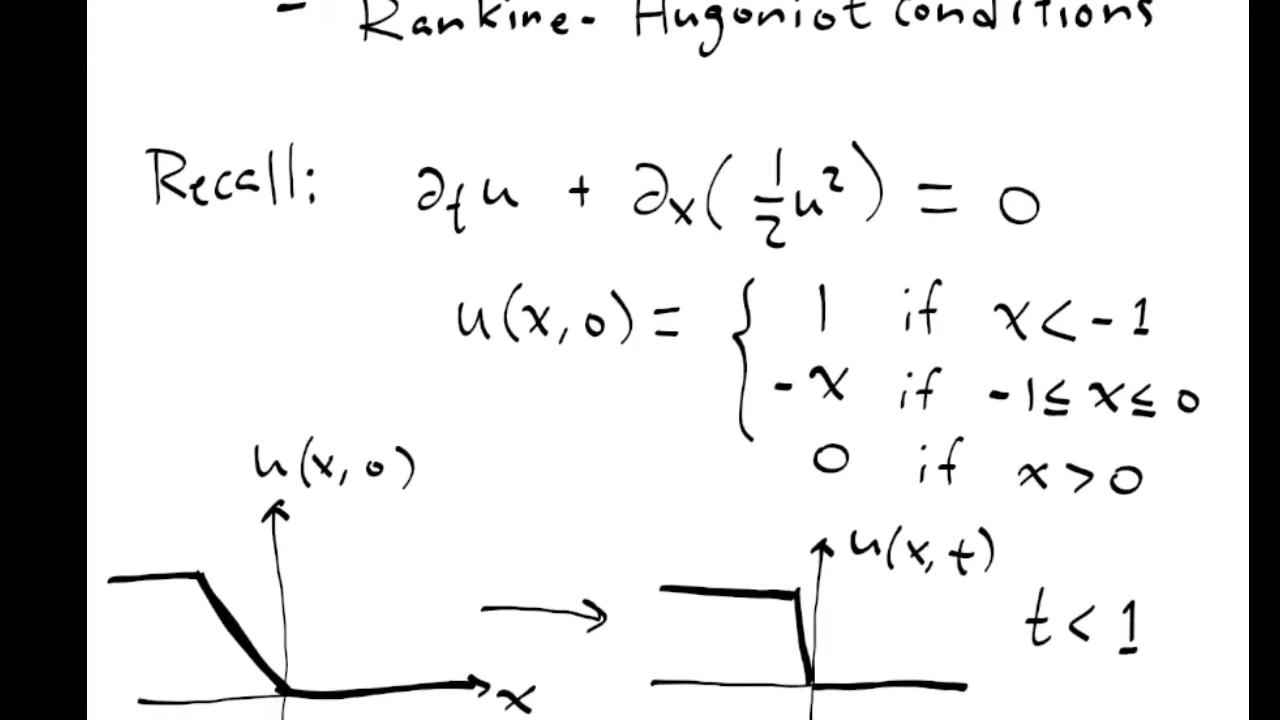 - Rankine-Hugoniot conditions
Recall: ∂ₜu + ∂ₓ(½u²) = 0
u(x,0) = { 1 if x < -1
-x if -1 ≤ x ≤ 0
0 if x > 0
u(x,0)
u(x,t)
t < 1
x